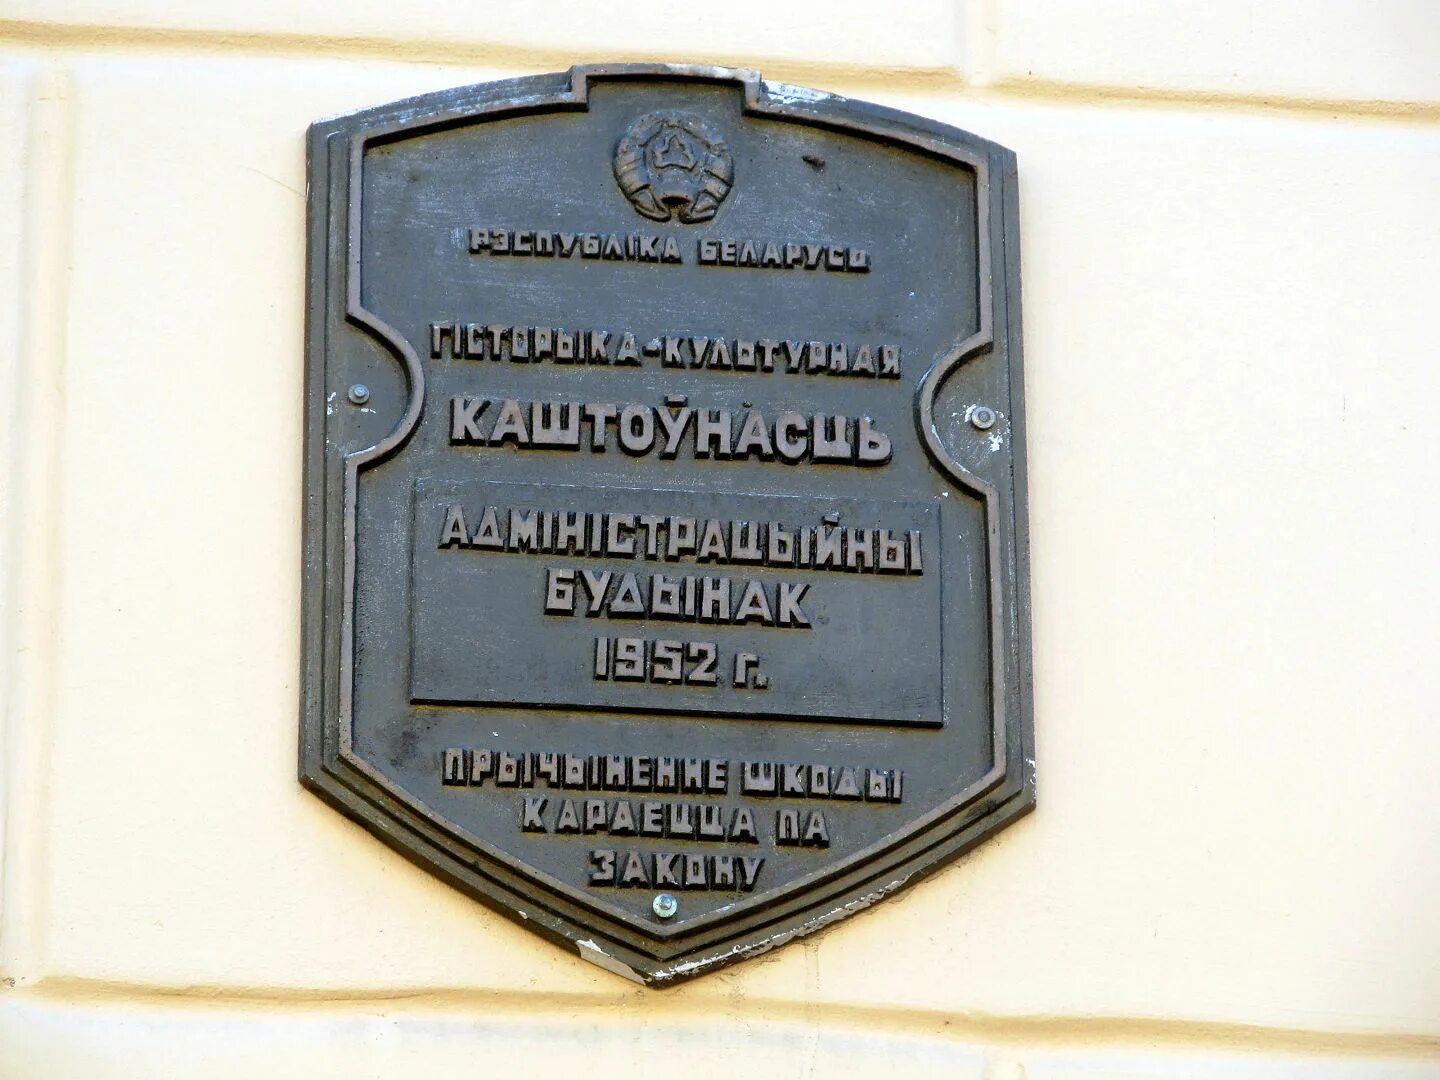 РЭСПУБЛІКА БЕЛАРУСЬ
ГІСТОРЫКА-КУЛЬТУРНАЯ
КАШТОЎНАСЦЬ
АДМІНІСТРАЦЫЙНЫ
БУДЫНАК
1952 г.
ПРЫЧЫНЕННЕ ШКОДЫ
КАРАЕЦЦА ПА
ЗАКОНУ